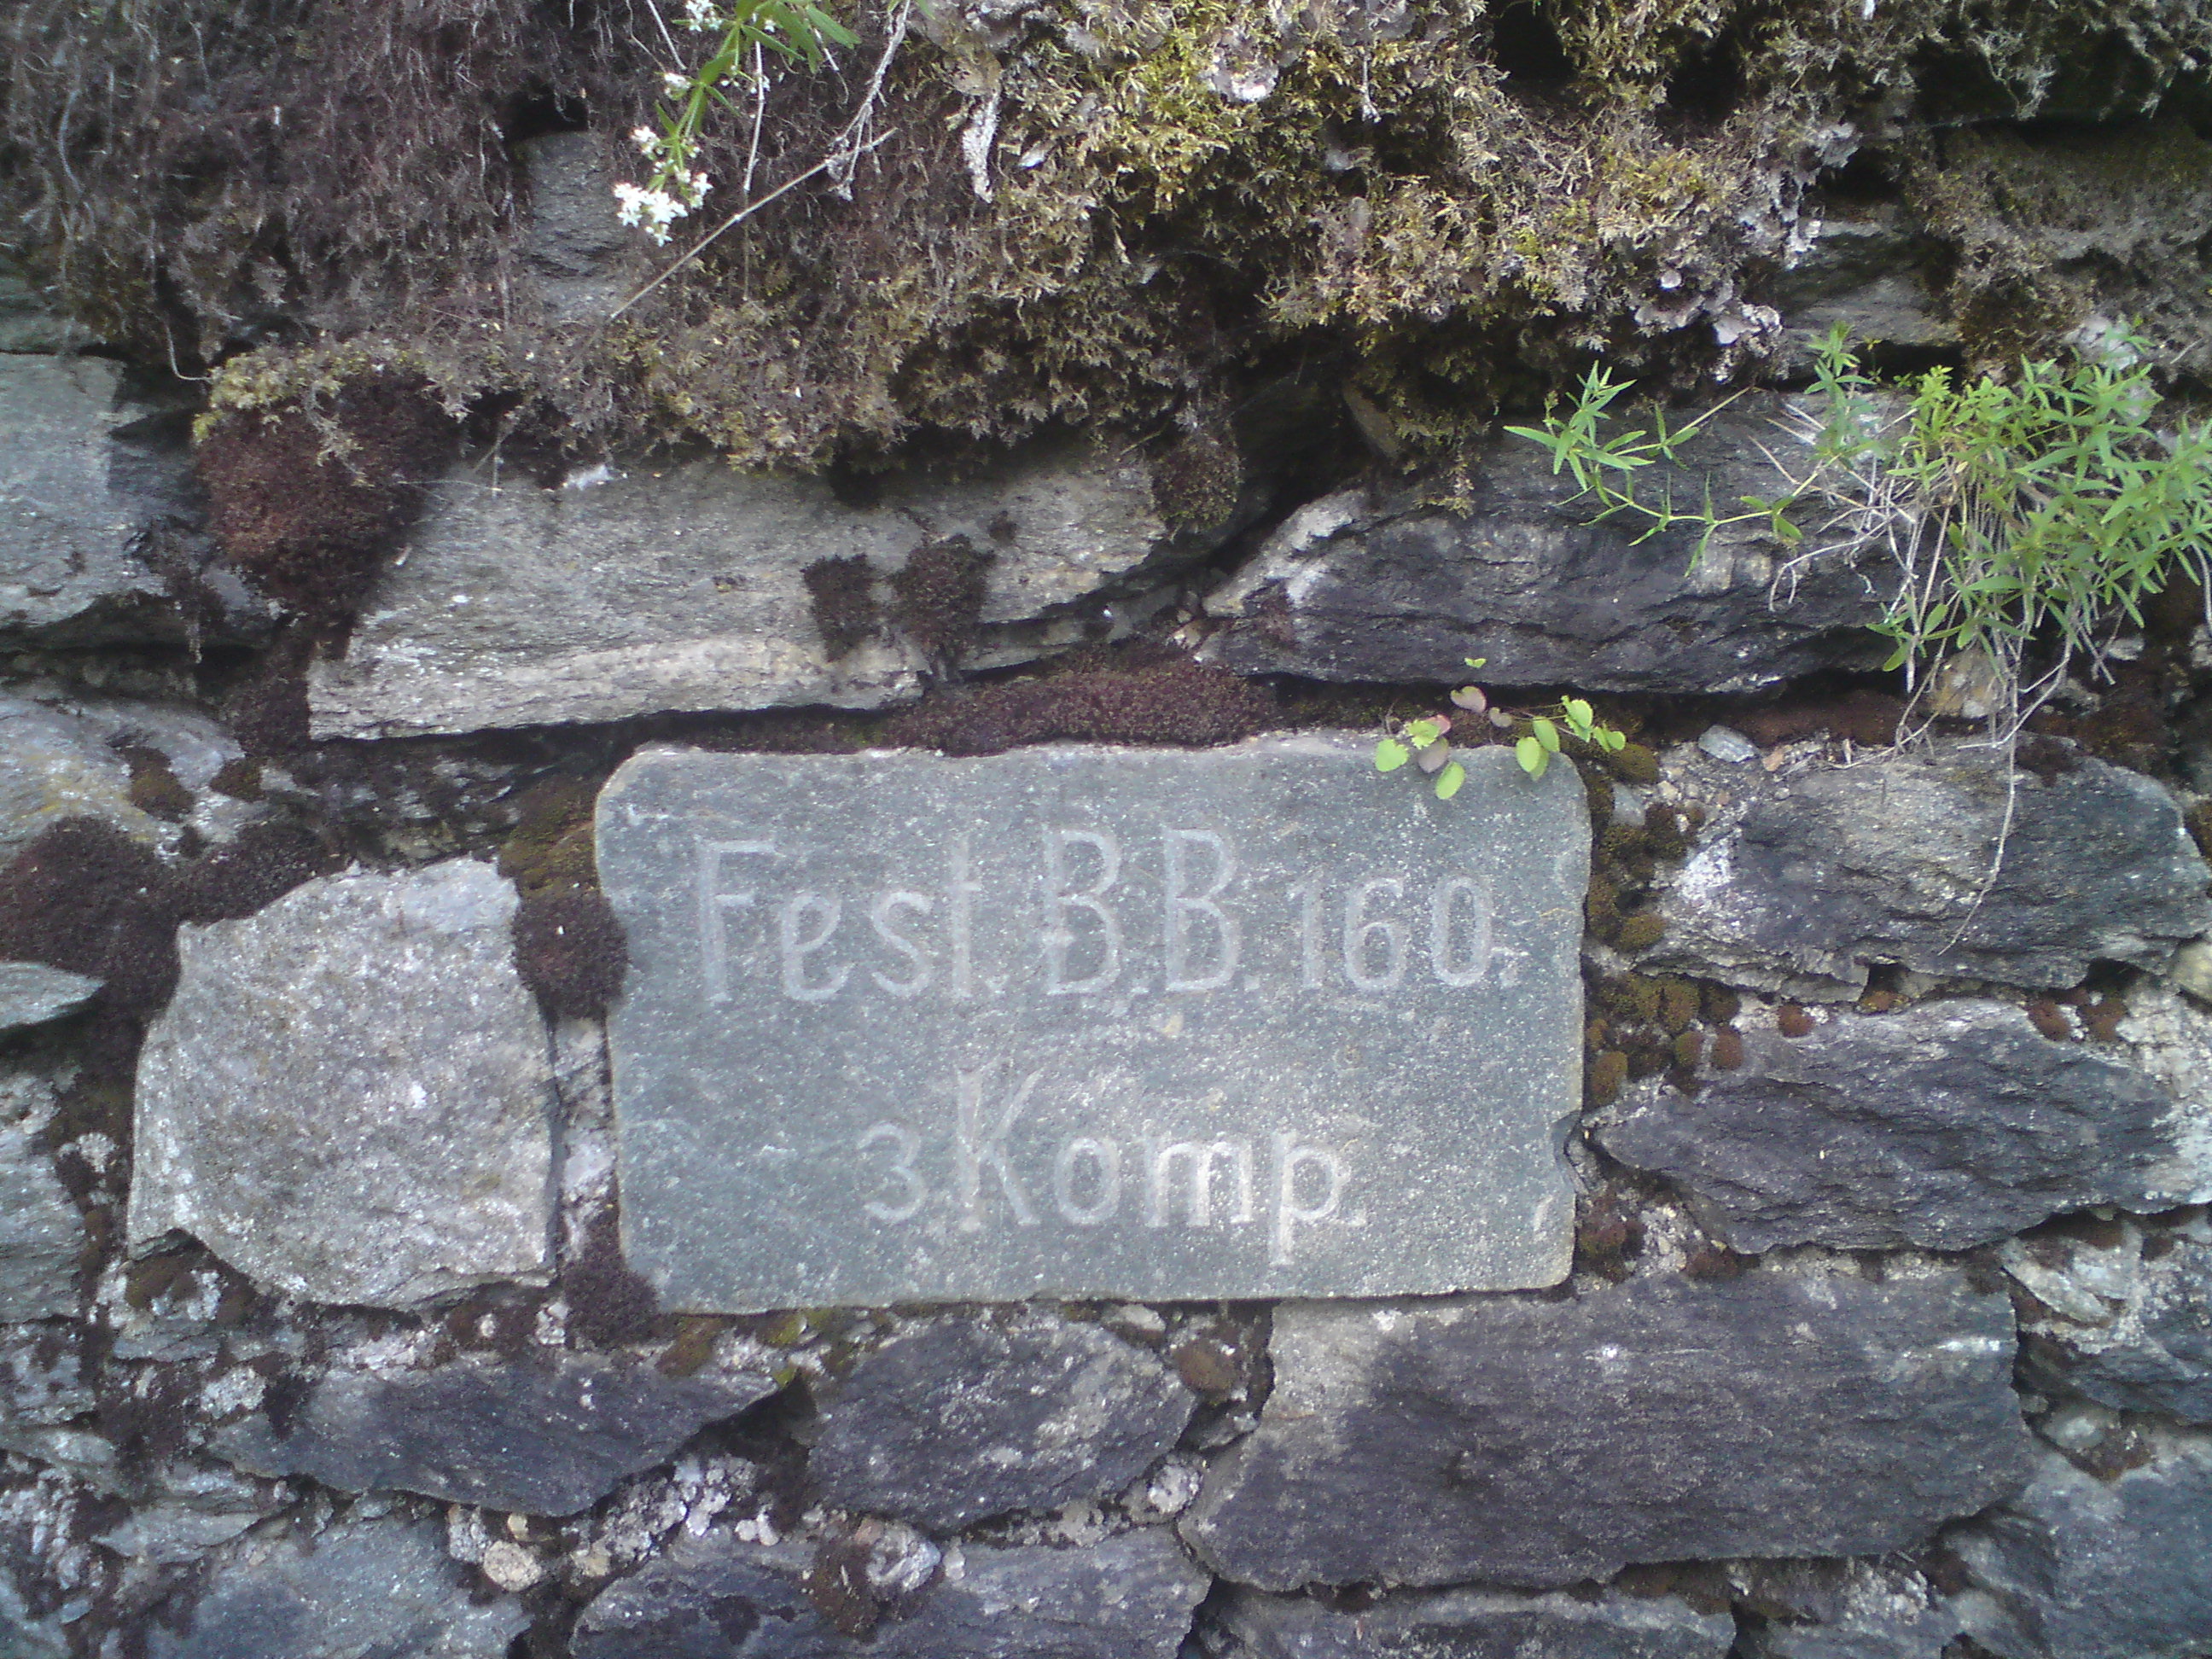 Fest. B.B. 160.
3 Komp.